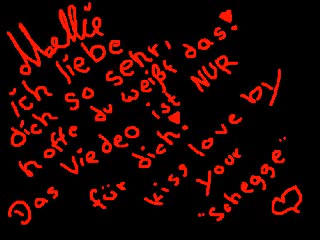 Mellie
ich liebe
dich so sehr,
hoffe du weißt das.
Das Viedeo ist NUR
für dich.
Kiss love by
your
"Schegge"